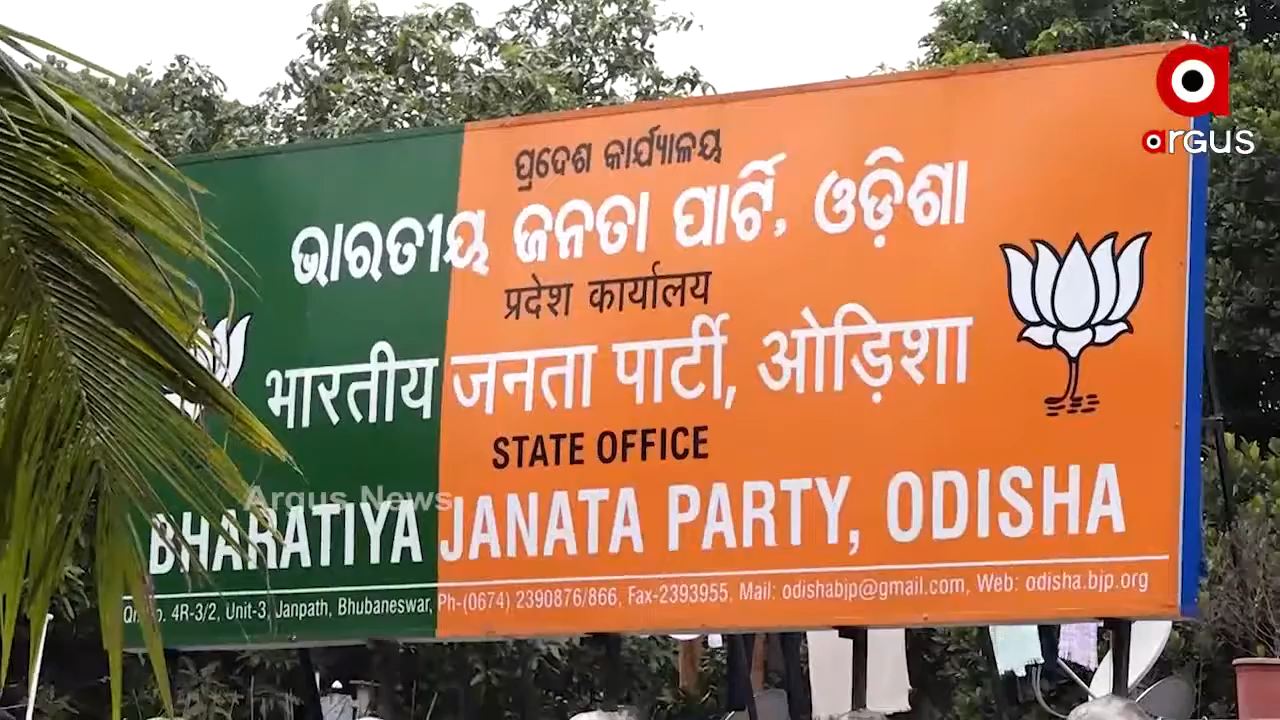 argus
ପ୍ରଦେଶ କାର୍ଯ୍ୟାଳୟ
ଭାରତୀୟ ଜନତା ପାର୍ଟି, ଓଡ଼ିଶା
प्रदेश कार्यालय
भारतीय जनता पार्टी, ओड़िशा
STATE OFFICE
Argus News
BHARATIYA JANATA PARTY, ODISHA
4R-3/2, Unit-3, Janpath, Bhubaneswar, Ph-(0674) 2390876/866, Fax-2393955, Mail: odishabjp@gmail.com, Web: odisha.bjp.org